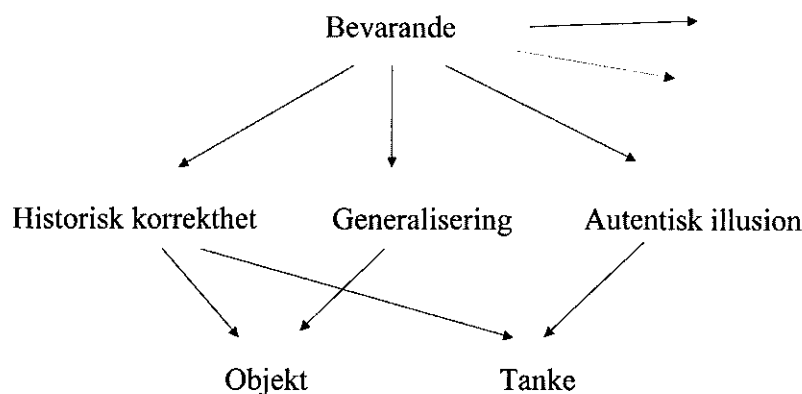 Bevarande
Historisk korrekthet Generalisering Autentisk illusion
Objekt Tanke